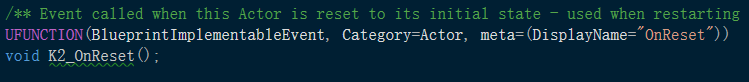 /** Event called when this Actor is reset to its initial state - used when restarting
UFUNCTION(BlueprintImplementableEvent, Category=Actor, meta=(DisplayName="OnReset"))
void K2_OnReset();